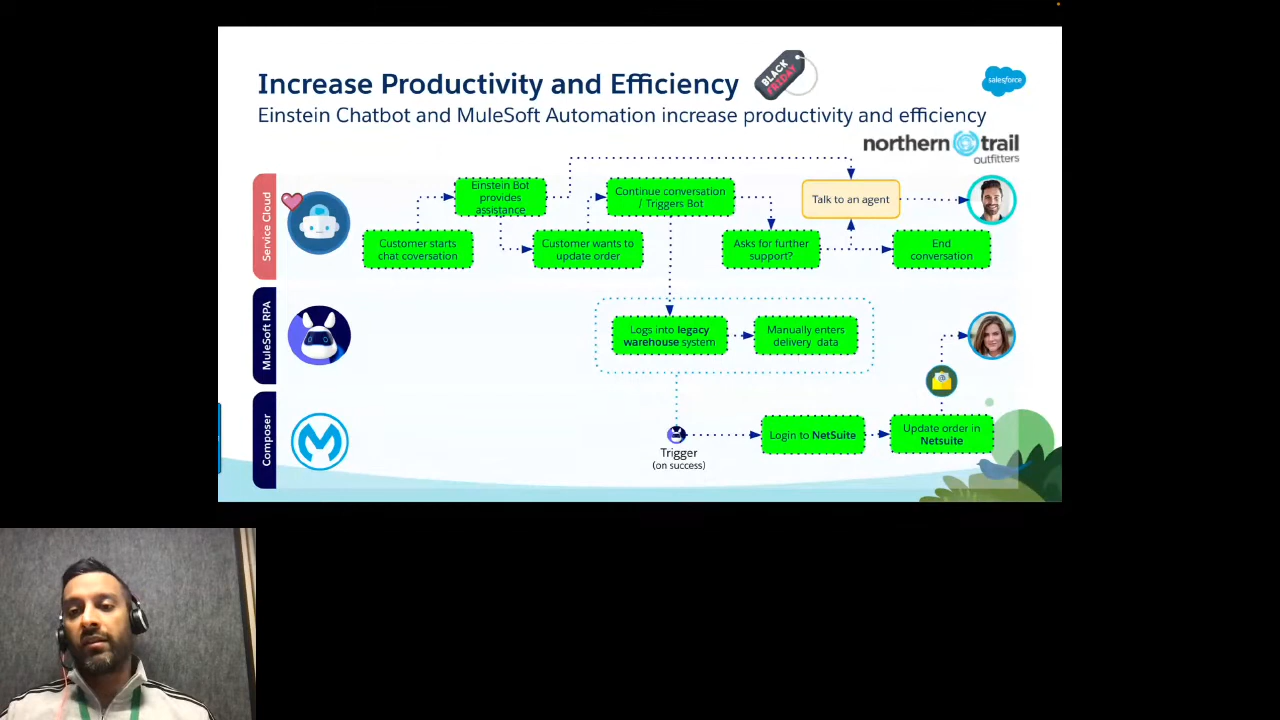 Increase Productivity and Efficiency
BLACK
FRIDAY
salesforce
Einstein Chatbot and MuleSoft Automation increase productivity and efficiency
northern trail
outfitters
Service Cloud
Einstein Bot
provides
assistance
Continue conversation
/ Triggers Bot
Talk to an agent
Customer starts
chat coversation
Customer wants to
update order
Asks for further
support?
End
conversation
MuleSoft RPA
Logs into legacy
warehouse system
Manually enters
delivery data
Composer
Trigger
(on success)
Login to NetSuite
Update order in
Netsuite